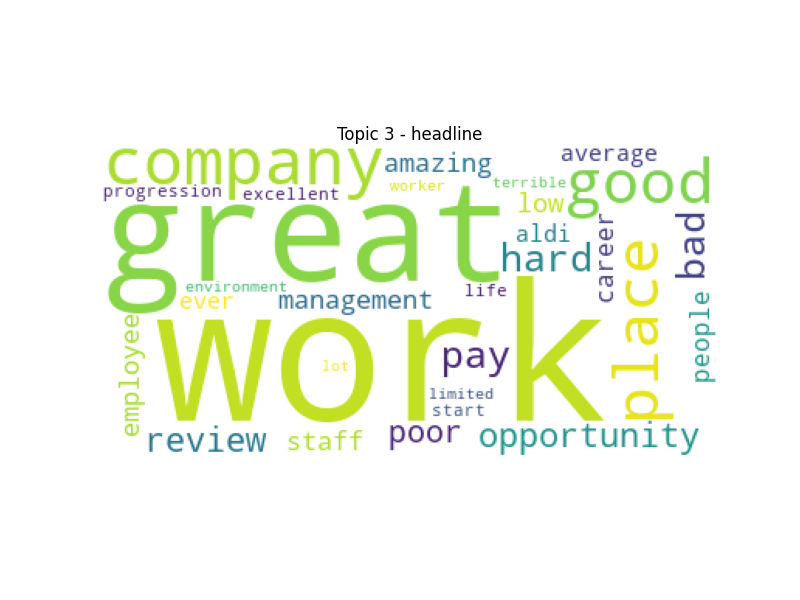 Topic 3 - headline
company
amazing
average
progression
excellent
worker
terrible
good
great
low
aldi
hard
career
bad
environment
ever
management
life
place
people
employee
work
lot
pay
limited
start
review
staff
poor
opportunity